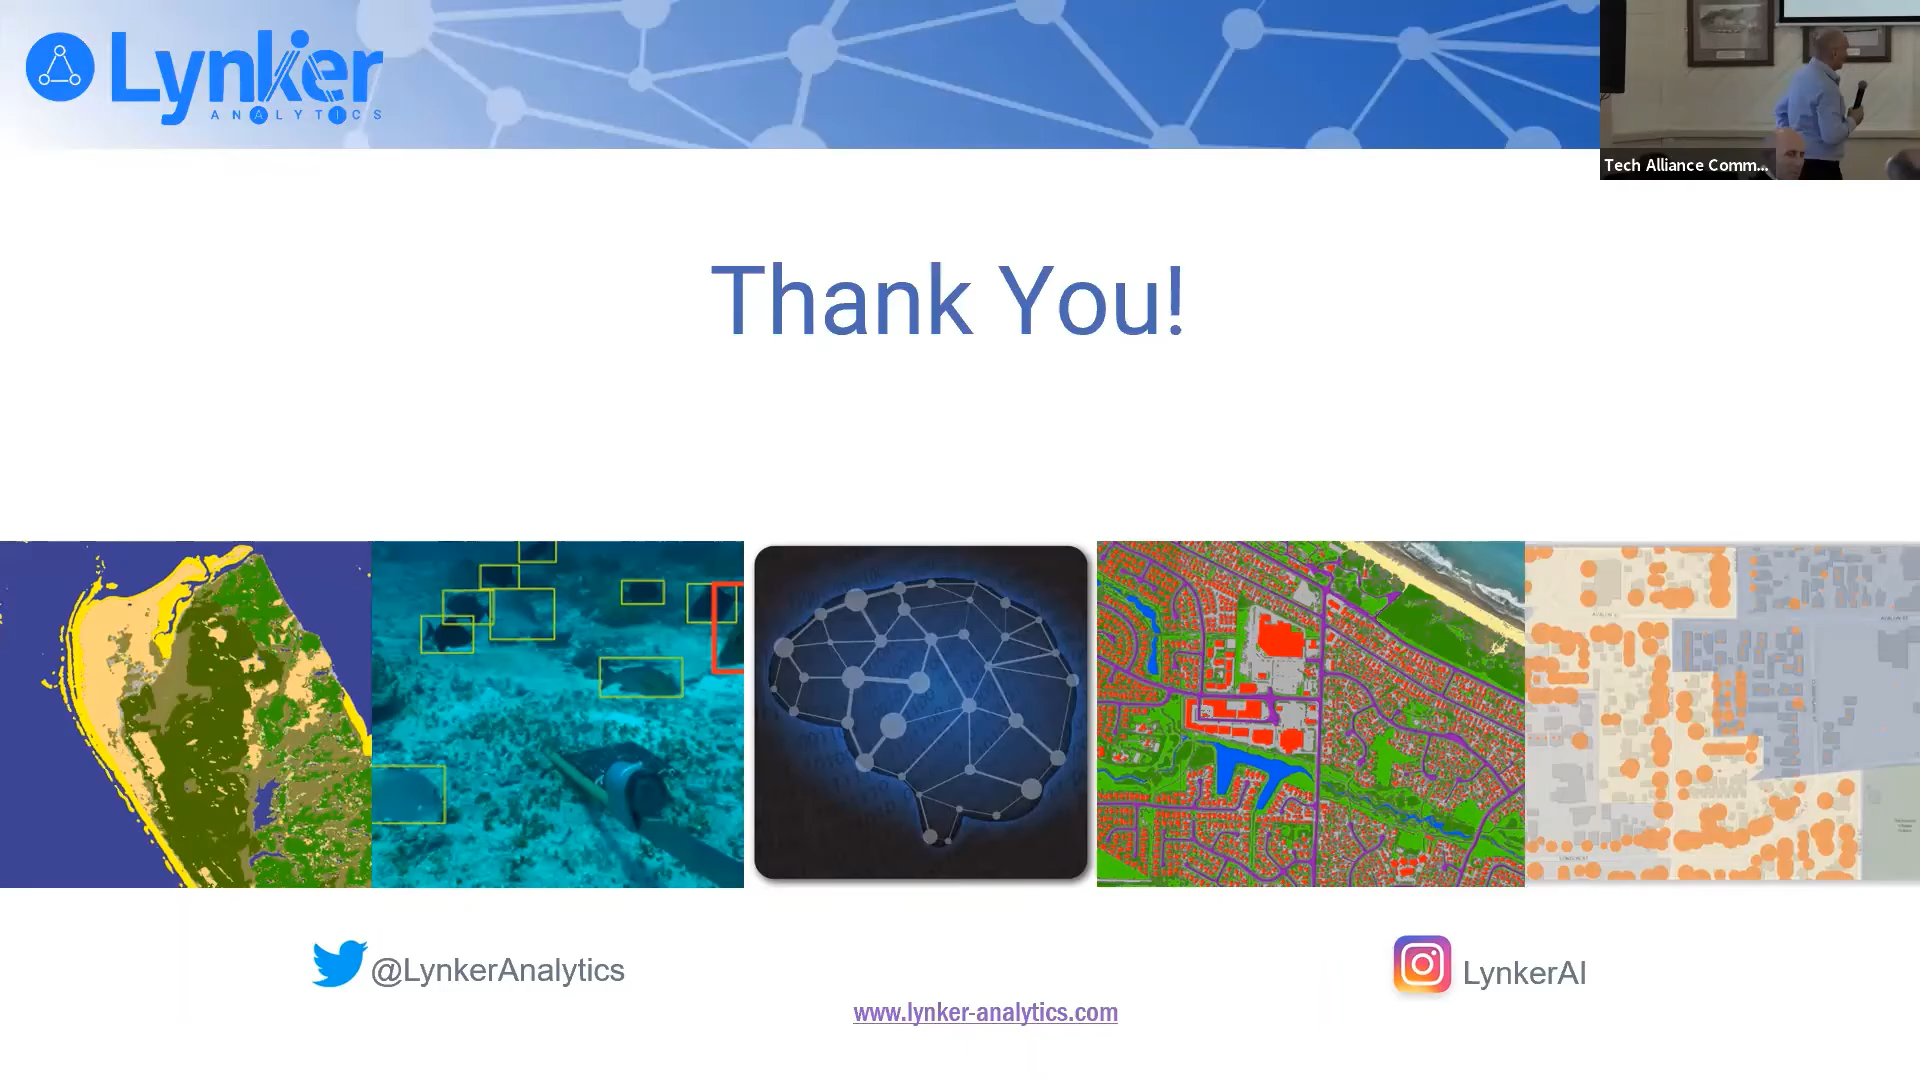 Lynker
ANALYTICS
Tech Alliance Comm...
Thank You!
@LynkerAnalytics
LynkerAI
www.lynker-analytics.com